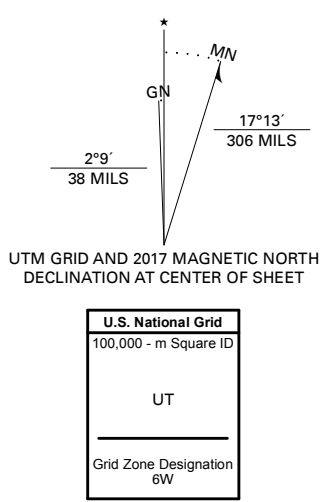 ★
MN
GN
17°13´
306 MILS
2°9´
38 MILS
UTM GRID AND 2017 MAGNETIC NORTH
DECLINATION AT CENTER OF SHEET
U.S. National Grid
100,000 - m Square ID
UT
Grid Zone Designation
6W